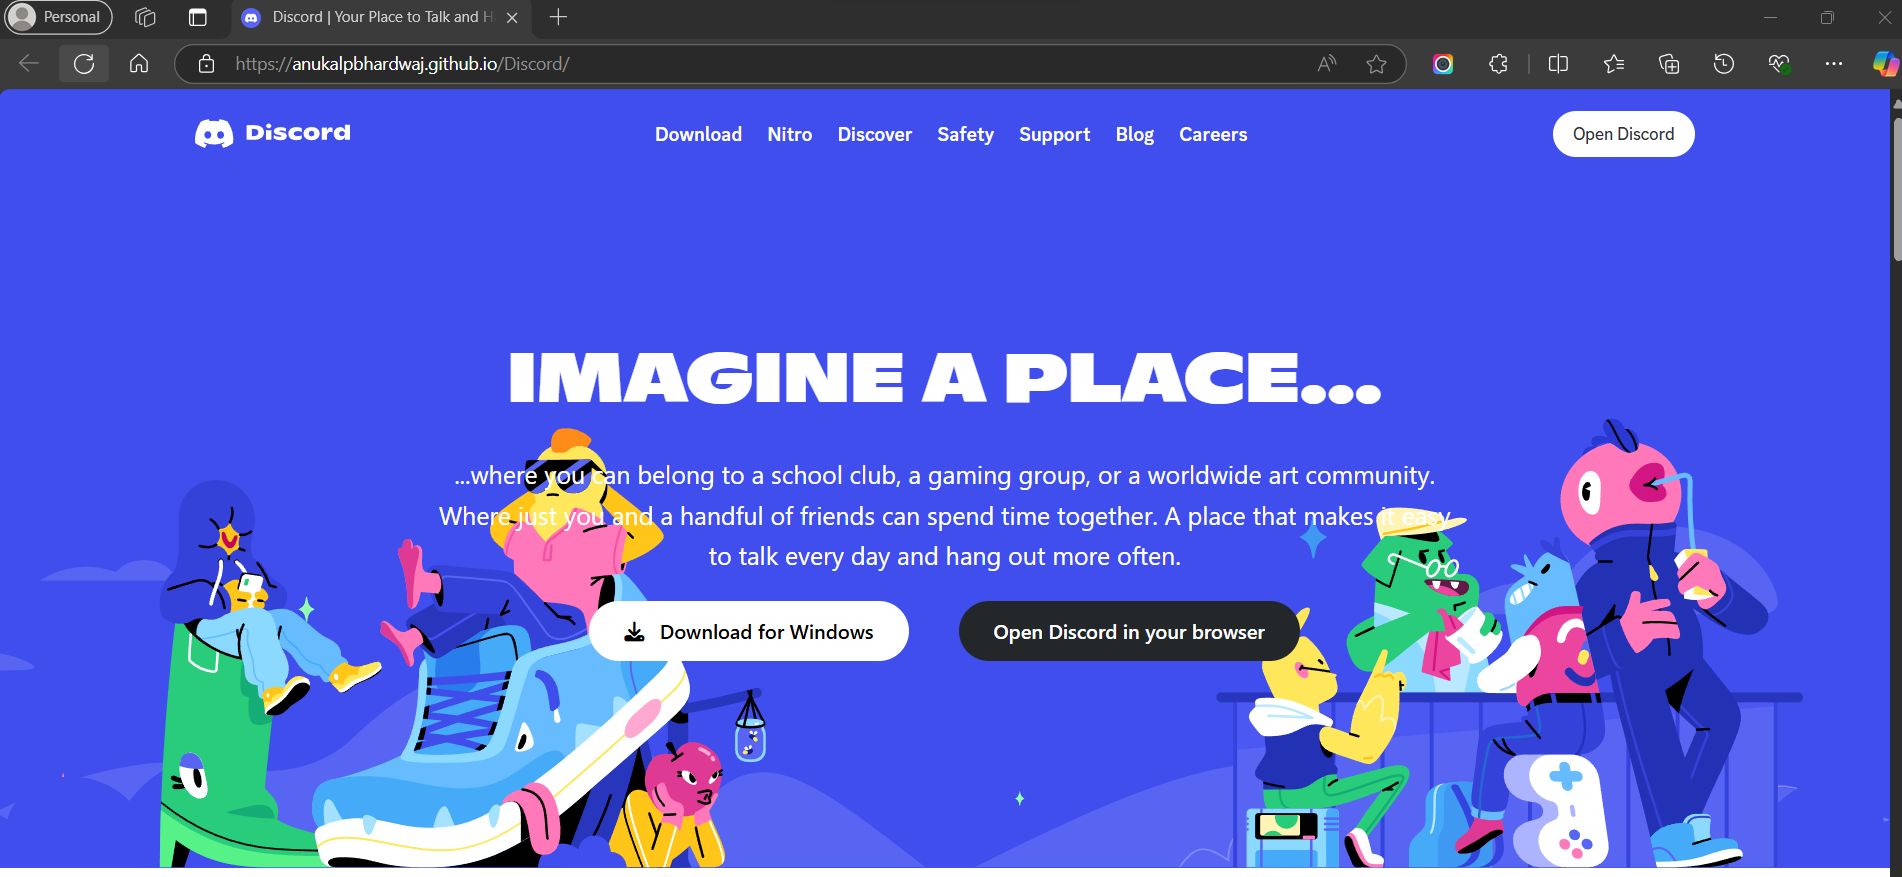 Personal
Discord | Your Place to Talk and H
https://anukalpbhardwaj.github.io/Discord/
Discord
Download Nitro Discover Safety Support Blog Careers
Open Discord
IMAGINE A PLACE...
...where you can belong to a school club, a gaming group, or a worldwide art community.
Where just you and a handful of friends can spend time together. A place that makes it easy
to talk every day and hang out more often.
Download for Windows
Open Discord in your browser